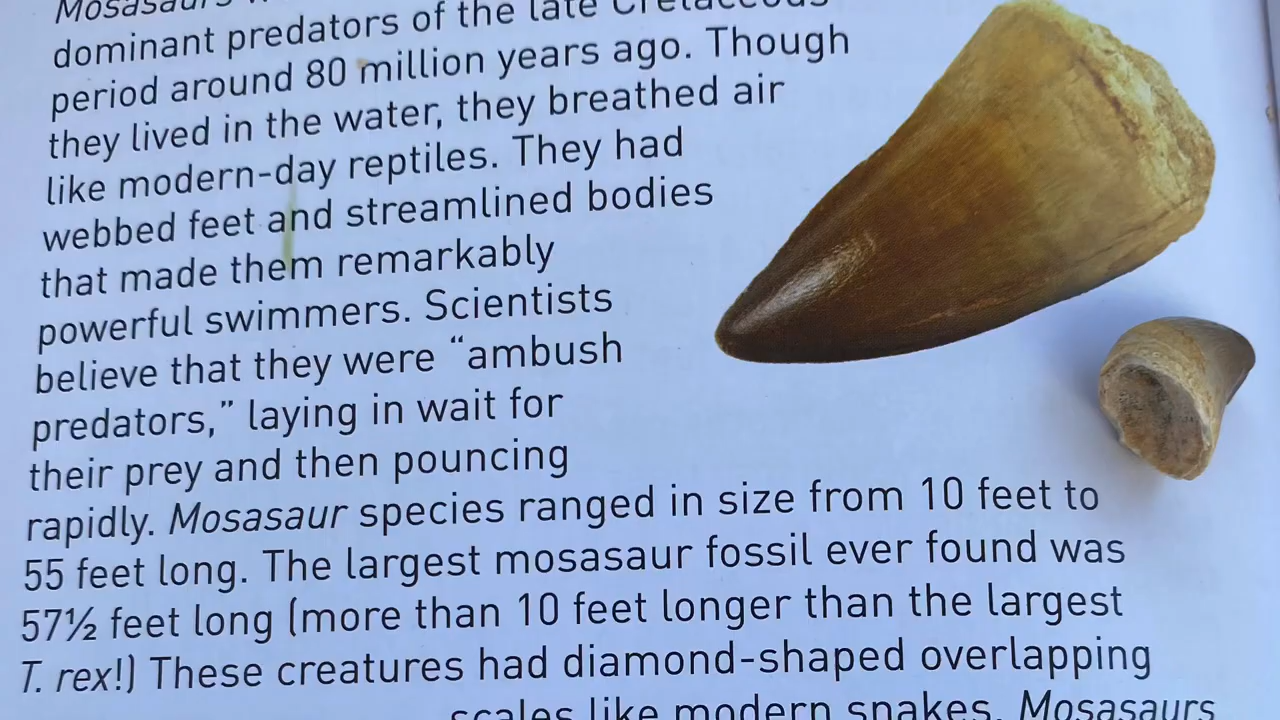 Mosasaurs
dominant predators of the late Cretaceous
period around 80 million years ago. Though
they lived in the water, they breathed air
like modern-day reptiles. They had
webbed feet and streamlined bodies
that made them remarkably
powerful swimmers. Scientists
believe that they were “ambush
predators,” laying in wait for
their prey and then pouncing
rapidly. Mosasaur species ranged in size from 10 feet to
55 feet long. The largest mosasaur fossil ever found was
57½ feet long (more than 10 feet longer than the largest
T. rex!) These creatures had diamond-shaped overlapping
scales like modern snakes. Mosasaurs